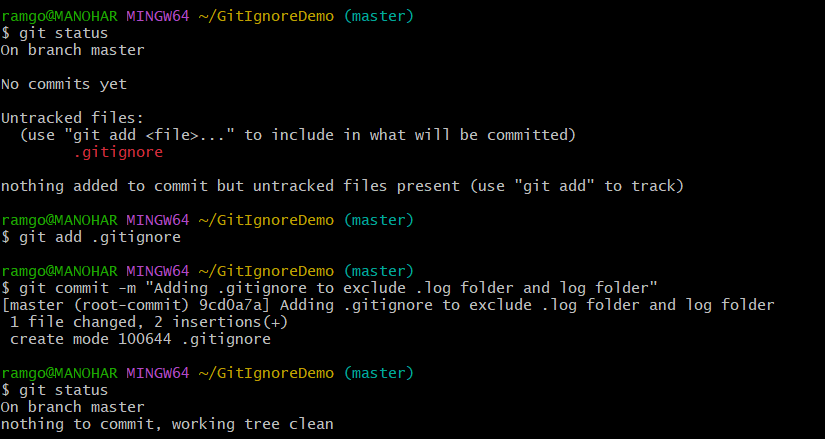 ramgo@MANOHAR MINGW64 ~/GitIgnoreDemo (master)
$ git status
On branch master
No commits yet
Untracked files:
  (use "git add <file>..." to include in what will be committed)
        .gitignore
nothing added to commit but untracked files present (use "git add" to track)
ramgo@MANOHAR MINGW64 ~/GitIgnoreDemo (master)
$ git add .gitignore
ramgo@MANOHAR MINGW64 ~/GitIgnoreDemo (master)
$ git commit -m "Adding .gitignore to exclude .log folder and log folder"
[master (root-commit) 9cd0a7a] Adding .gitignore to exclude .log folder and log folder
 1 file changed, 2 insertions(+)
 create mode 100644 .gitignore
ramgo@MANOHAR MINGW64 ~/GitIgnoreDemo (master)
$ git status
On branch master
nothing to commit, working tree clean